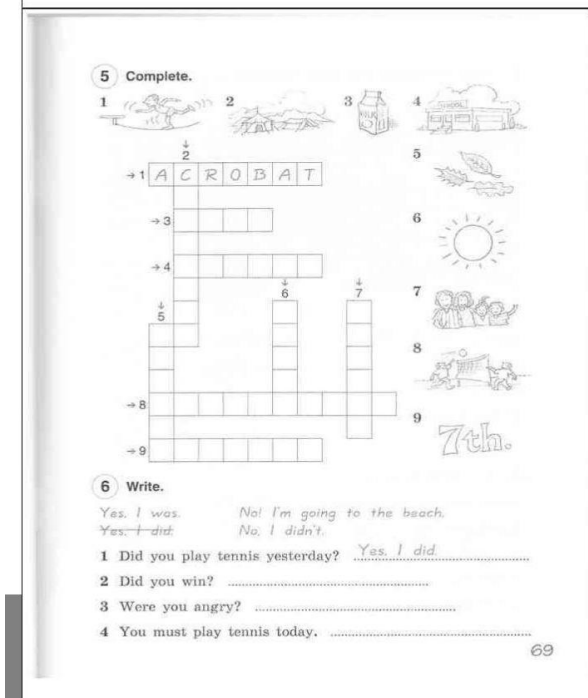 5 Complete.
1 2 3 4
MILK
SCHOOL
2
1 A C R O B A T
5
3
6
4
6 7
7
5
8
8
9
7th.
9
6 Write.
Yes, I was. No! I'm going to the beach.
Yes, I did. No, I didn't.
1 Did you play tennis yesterday? Yes, I did.
2 Did you win?
3 Were you angry?
4 You must play tennis today.
69